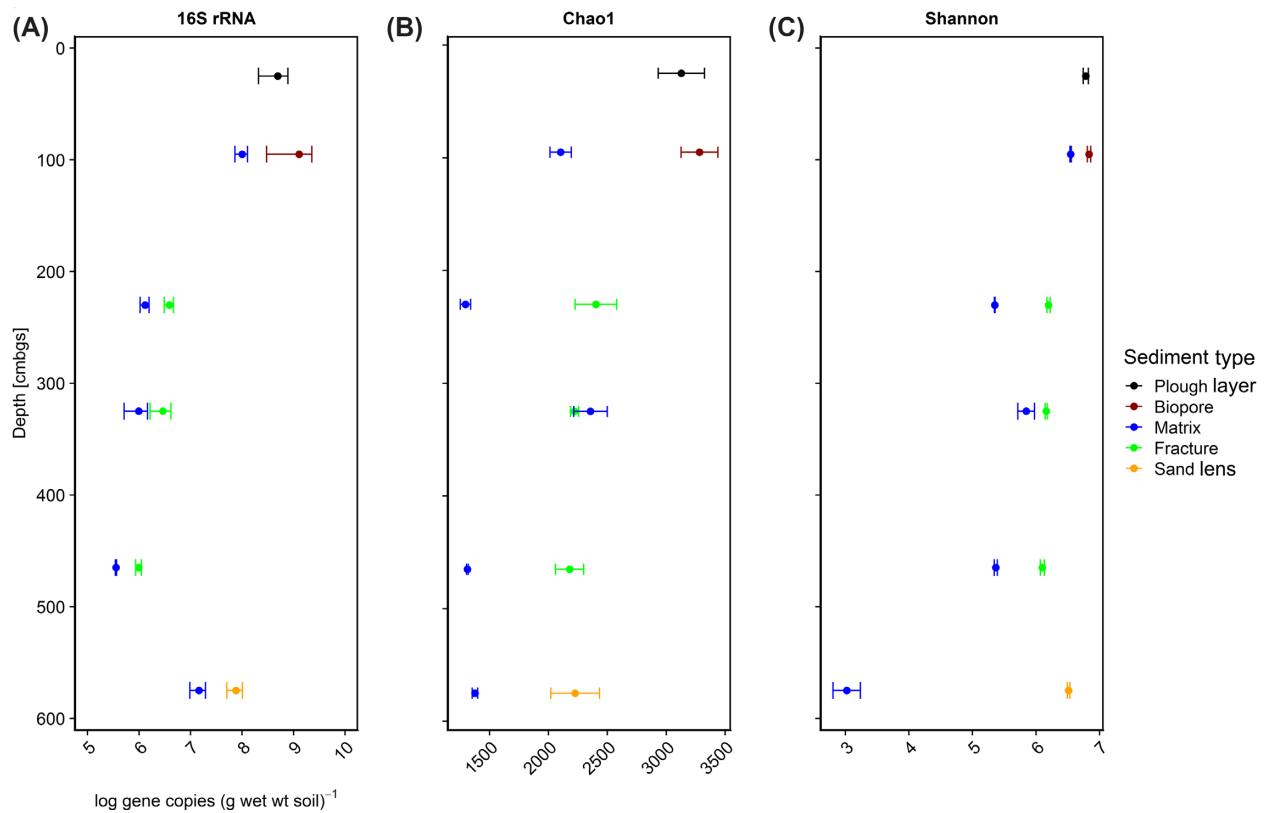 (A) 16S rRNA
(B) Chao1
(C) Shannon
0
100
200
300
400
500
600
Depth [cmbgs]
5 6 7 8 9 10
1500 2000 2500 3000 3500
3 4 5 6 7
log gene copies (g wet wt soil)⁻¹
Sediment type
Plough layer
Biopore
Matrix
Fracture
Sand lens